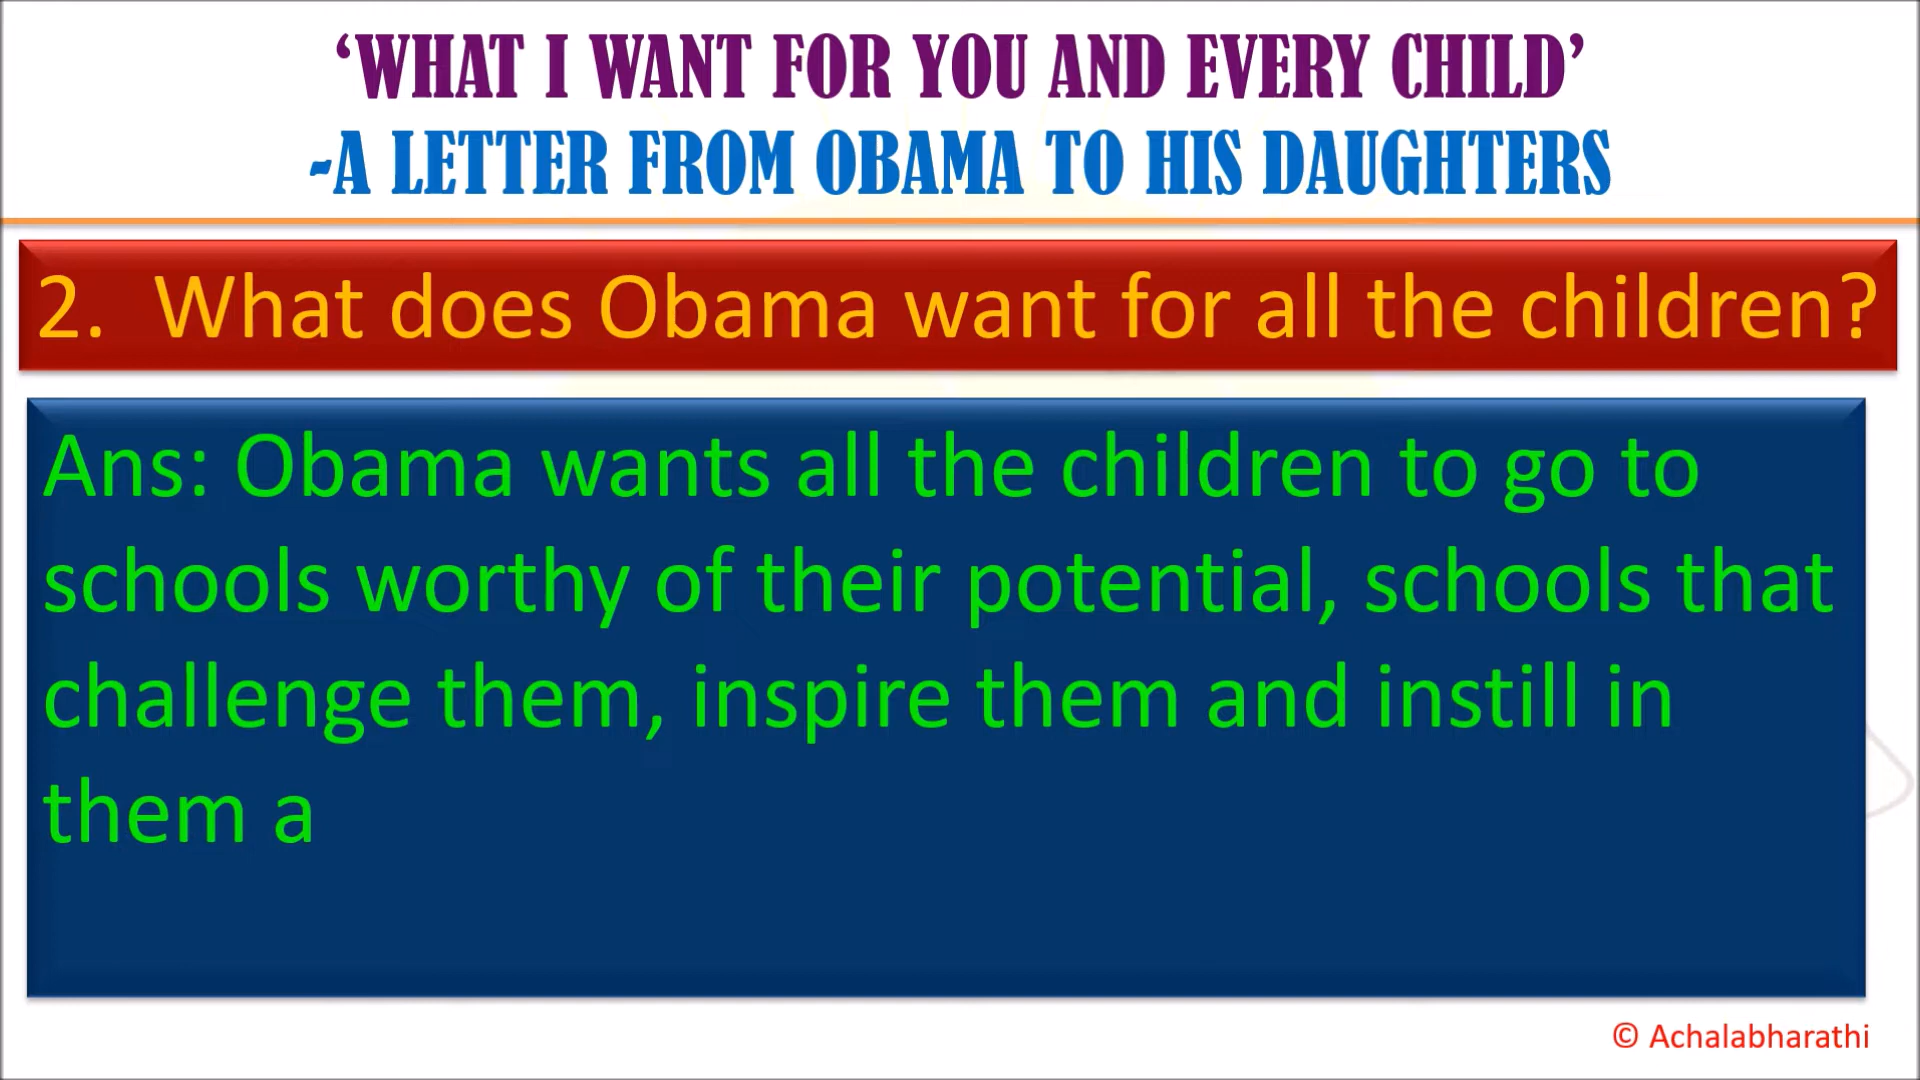 ‘WHAT I WANT FOR YOU AND EVERY CHILD’
-A LETTER FROM OBAMA TO HIS DAUGHTERS
2. What does Obama want for all the children?
Ans: Obama wants all the children to go to
schools worthy of their potential, schools that
challenge them, inspire them and instill in
them a
© Achalabharathi